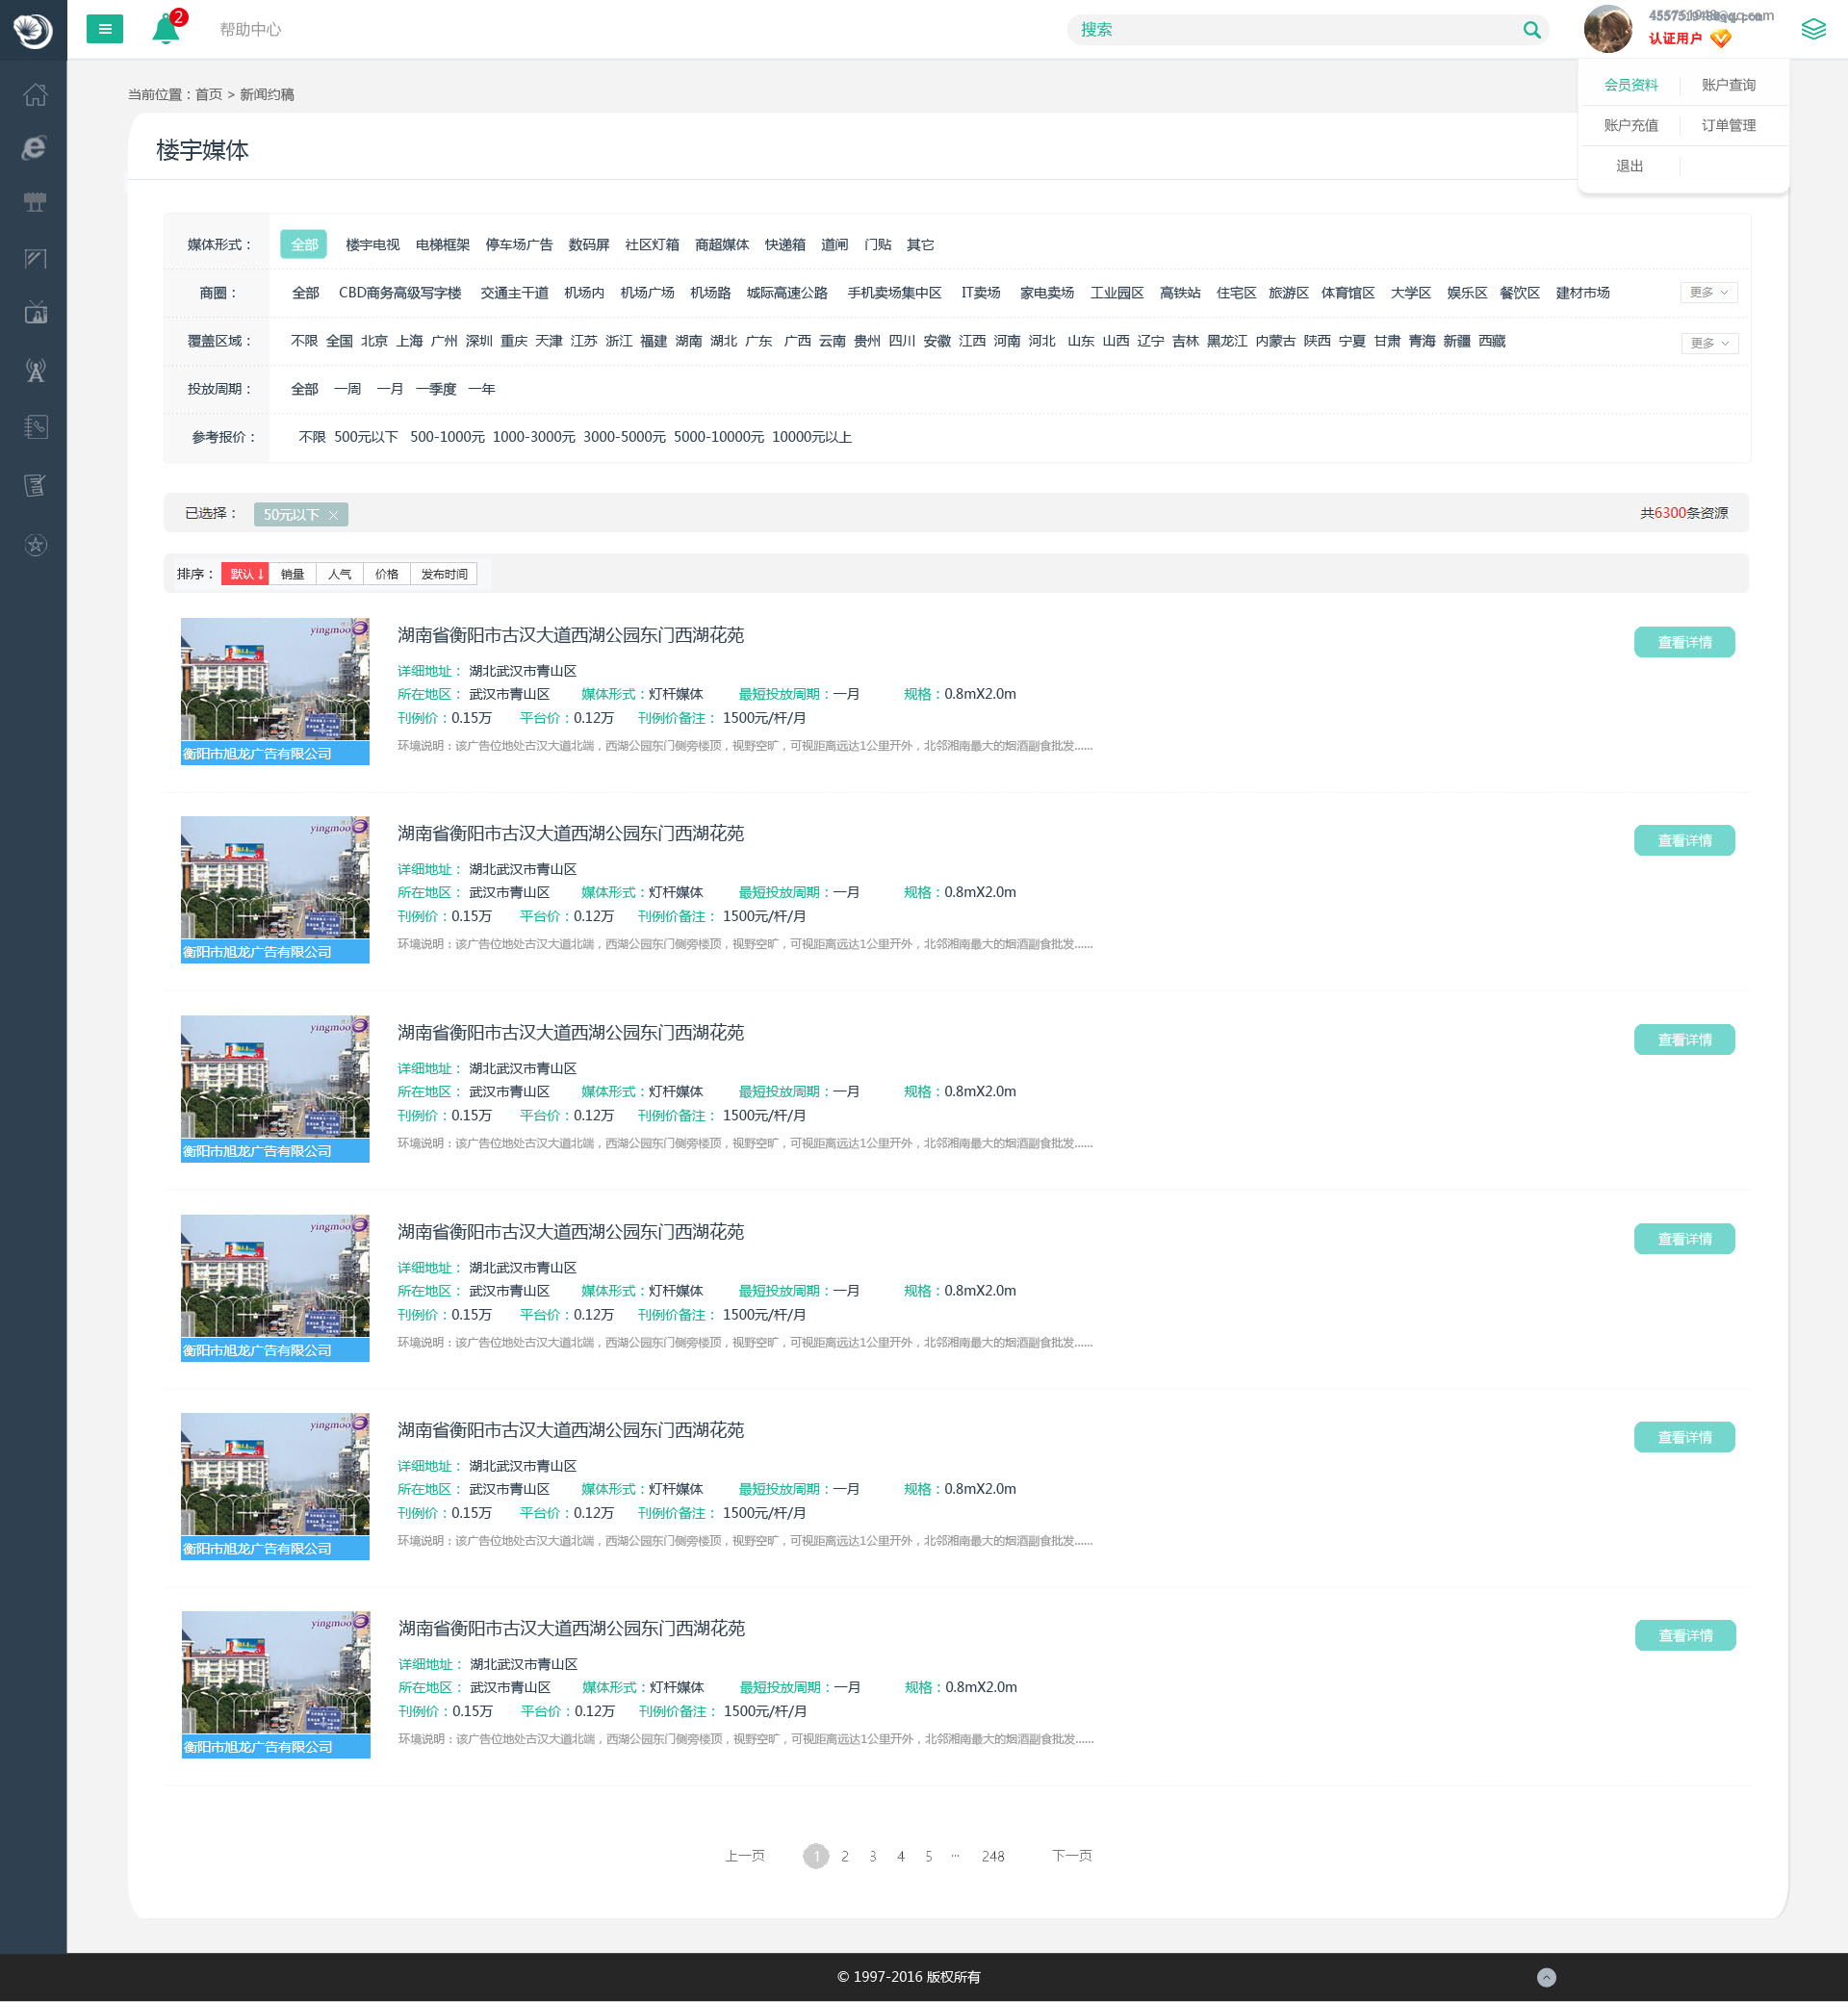 2
帮助中心
搜索
认证用户
会员资料 账户查询
账户充值 订单管理
退出
当前位置：首页 > 新闻约稿
楼宇媒体
媒体形式： 全部 楼宇电视 电梯框架 停车场广告 数码屏 社区灯箱 商超媒体 快递箱 道闸 门贴 其它
商圈： 全部 CBD商务高级写字楼 交通主干道 机场内 机场广场 机场路 城际高速公路 手机卖场集中区 IT卖场 家电卖场 工业园区 高铁站 住宅区 旅游区 体育馆区 大学区 娱乐区 餐饮区 建材市场 更多
覆盖区域： 不限 全国 北京 上海 广州 深圳 重庆 天津 江苏 浙江 福建 湖南 湖北 广东 广西 云南 贵州 四川 安徽 江西 河南 河北 山东 山西 辽宁 吉林 黑龙江 内蒙古 陕西 宁夏 甘肃 青海 新疆 西藏 更多
投放周期： 全部 一周 一月 一季度 一年
参考报价： 不限 500元以下 500-1000元 1000-3000元 3000-5000元 5000-10000元 10000元以上
已选择： 50元以下 × 共6300条资源
排序： 默认↓ 销量 人气 价格 发布时间
yingmoo
衡阳市旭龙广告有限公司
湖南省衡阳市古汉大道西湖公园东门西湖花苑
查看详情
详细地址： 湖北武汉市青山区
所在地区： 武汉市青山区 媒体形式：灯杆媒体 最短投放周期：一月 规格：0.8mX2.0m
刊例价：0.15万 平台价：0.12万 刊例价备注： 1500元/杆/月
环境说明：该广告位地处古汉大道北端，西湖公园东门侧旁楼顶，视野空旷，可视距离远达1公里开外，北邻湘南最大的烟酒副食批发......
yingmoo
衡阳市旭龙广告有限公司
湖南省衡阳市古汉大道西湖公园东门西湖花苑
查看详情
详细地址： 湖北武汉市青山区
所在地区： 武汉市青山区 媒体形式：灯杆媒体 最短投放周期：一月 规格：0.8mX2.0m
刊例价：0.15万 平台价：0.12万 刊例价备注： 1500元/杆/月
环境说明：该广告位地处古汉大道北端，西湖公园东门侧旁楼顶，视野空旷，可视距离远达1公里开外，北邻湘南最大的烟酒副食批发......
yingmoo
衡阳市旭龙广告有限公司
湖南省衡阳市古汉大道西湖公园东门西湖花苑
查看详情
详细地址： 湖北武汉市青山区
所在地区： 武汉市青山区 媒体形式：灯杆媒体 最短投放周期：一月 规格：0.8mX2.0m
刊例价：0.15万 平台价：0.12万 刊例价备注： 1500元/杆/月
环境说明：该广告位地处古汉大道北端，西湖公园东门侧旁楼顶，视野空旷，可视距离远达1公里开外，北邻湘南最大的烟酒副食批发......
yingmoo
衡阳市旭龙广告有限公司
湖南省衡阳市古汉大道西湖公园东门西湖花苑
查看详情
详细地址： 湖北武汉市青山区
所在地区： 武汉市青山区 媒体形式：灯杆媒体 最短投放周期：一月 规格：0.8mX2.0m
刊例价：0.15万 平台价：0.12万 刊例价备注： 1500元/杆/月
环境说明：该广告位地处古汉大道北端，西湖公园东门侧旁楼顶，视野空旷，可视距离远达1公里开外，北邻湘南最大的烟酒副食批发......
yingmoo
衡阳市旭龙广告有限公司
湖南省衡阳市古汉大道西湖公园东门西湖花苑
查看详情
详细地址： 湖北武汉市青山区
所在地区： 武汉市青山区 媒体形式：灯杆媒体 最短投放周期：一月 规格：0.8mX2.0m
刊例价：0.15万 平台价：0.12万 刊例价备注： 1500元/杆/月
环境说明：该广告位地处古汉大道北端，西湖公园东门侧旁楼顶，视野空旷，可视距离远达1公里开外，北邻湘南最大的烟酒副食批发......
yingmoo
衡阳市旭龙广告有限公司
湖南省衡阳市古汉大道西湖公园东门西湖花苑
查看详情
详细地址： 湖北武汉市青山区
所在地区： 武汉市青山区 媒体形式：灯杆媒体 最短投放周期：一月 规格：0.8mX2.0m
刊例价：0.15万 平台价：0.12万 刊例价备注： 1500元/杆/月
环境说明：该广告位地处古汉大道北端，西湖公园东门侧旁楼顶，视野空旷，可视距离远达1公里开外，北邻湘南最大的烟酒副食批发......
上一页 1 2 3 4 5 ... 248 下一页
© 1997-2016 版权所有